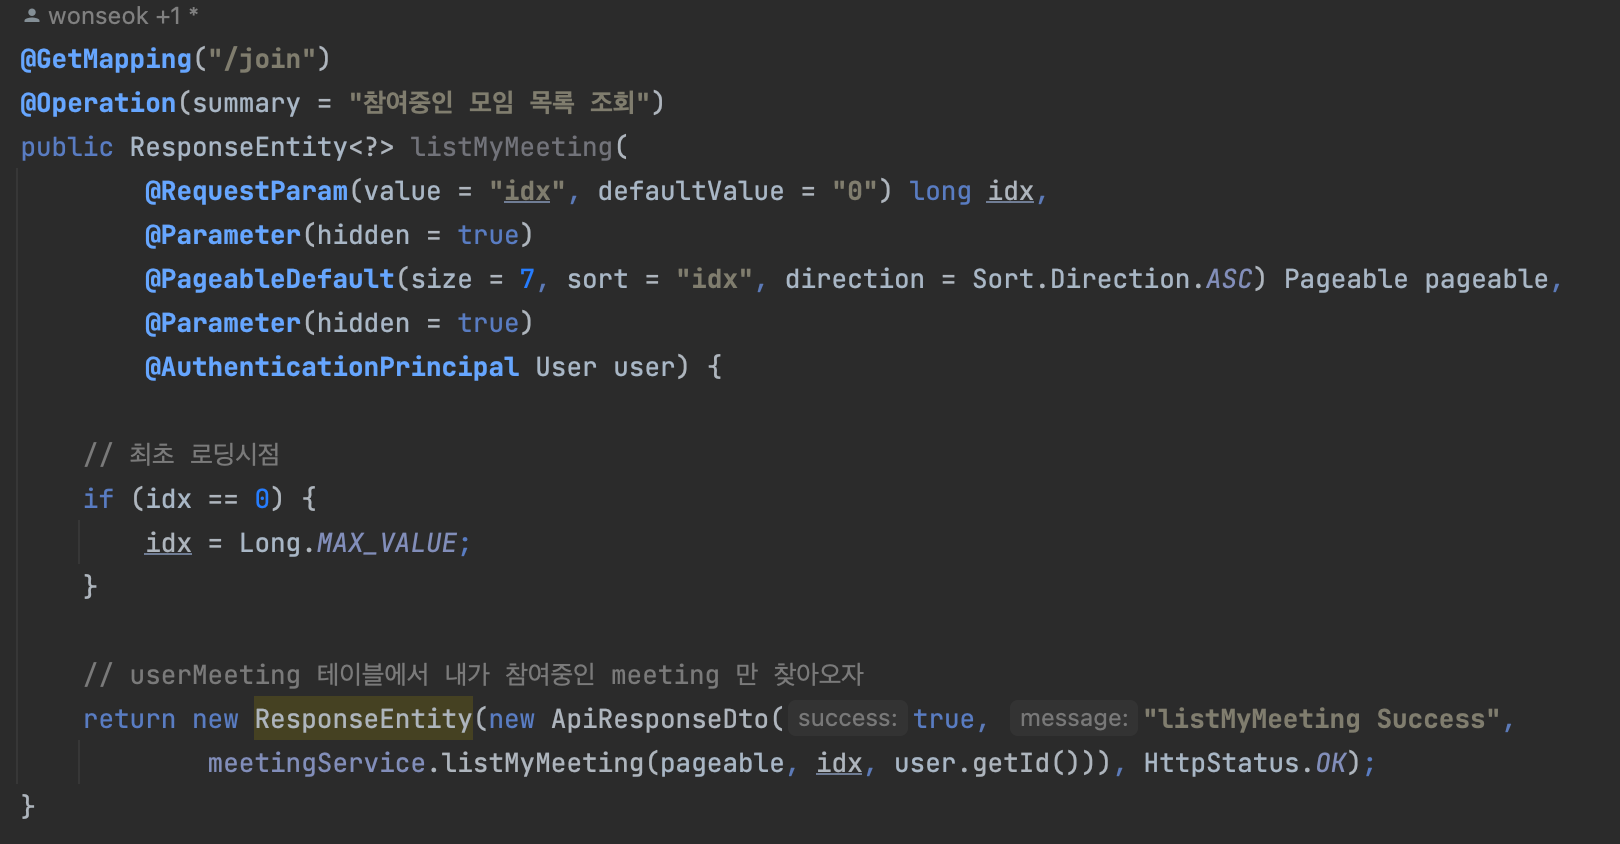 wonseok +1 *
@GetMapping("/join")
@Operation(summary = "참여중인 모임 목록 조회")
public ResponseEntity<?> listMyMeeting(
@RequestParam(value = "idx", defaultValue = "0") long idx,
@Parameter(hidden = true)
@PageableDefault(size = 7, sort = "idx", direction = Sort.Direction.ASC) Pageable pageable,
@Parameter(hidden = true)
@AuthenticationPrincipal User user) {
// 최초 로딩시점
if (idx == 0) {
idx = Long.MAX_VALUE;
}
// userMeeting 테이블에서 내가 참여중인 meeting 만 찾아오자
return new ResponseEntity(new ApiResponseDto( success: true, message: "listMyMeeting Success",
meetingService.listMyMeeting(pageable, idx, user.getId())), HttpStatus.OK);
}